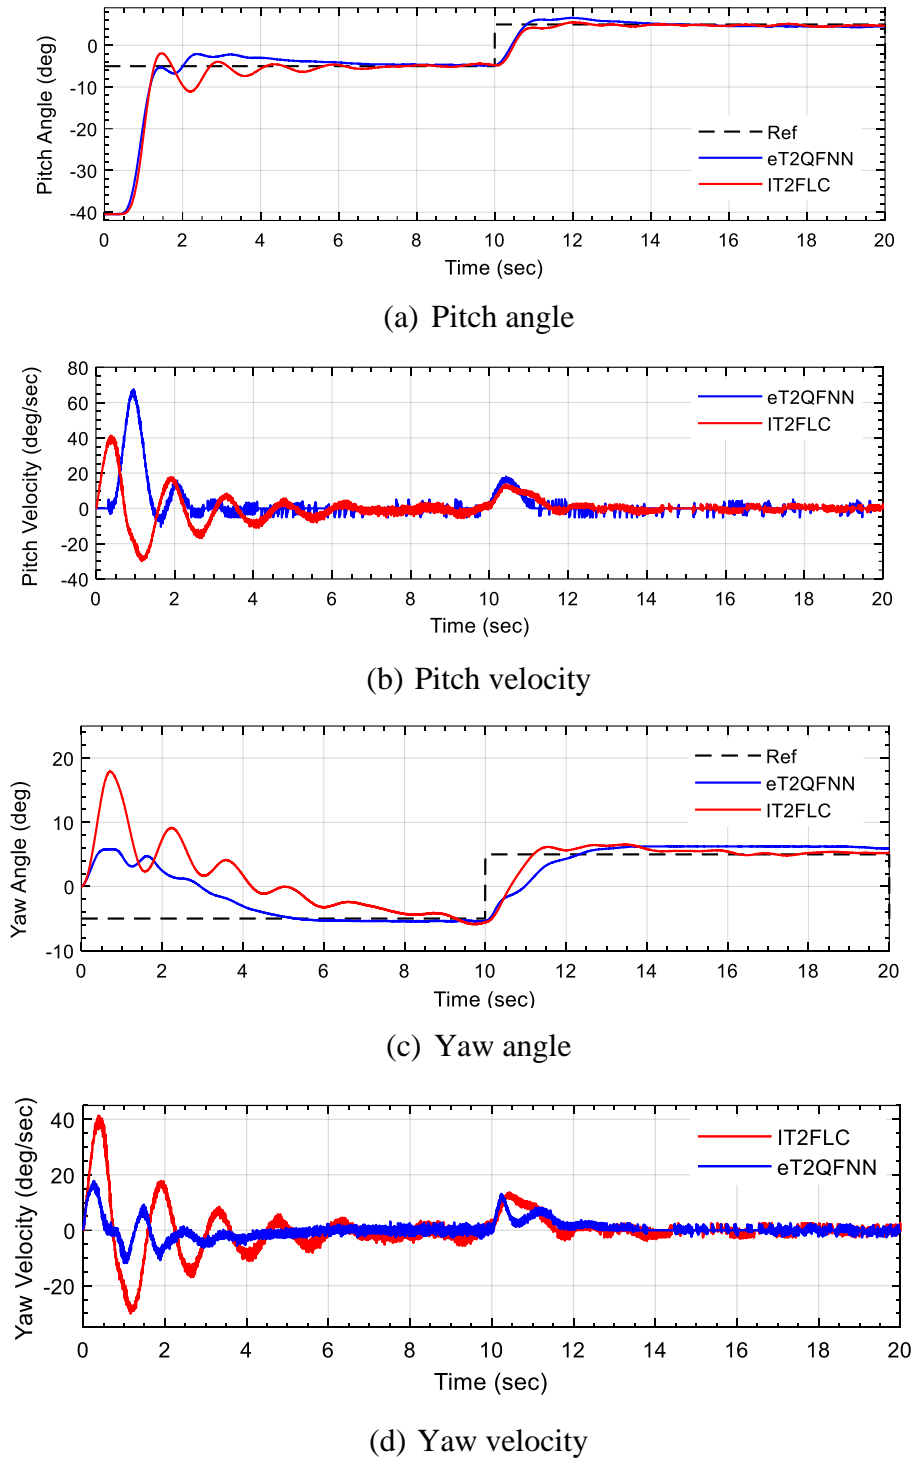 Pitch Angle (deg)
0
-10
-20
-30
-40
Ref
eT2QFNN
IT2FLC
0 2 4 6 8 10 12 14 16 18 20
Time (sec)
(a) Pitch angle
Pitch Velocity (deg/sec)
80
60
40
20
0
-20
-40
eT2QFNN
IT2FLC
0 2 4 6 8 10 12 14 16 18 20
Time (sec)
(b) Pitch velocity
Yaw Angle (deg)
20
10
0
-10
Ref
eT2QFNN
IT2FLC
0 2 4 6 8 10 12 14 16 18 20
Time (sec)
(c) Yaw angle
Yaw Velocity (deg/sec)
40
20
0
-20
IT2FLC
eT2QFNN
0 2 4 6 8 10 12 14 16 18 20
Time (sec)
(d) Yaw velocity